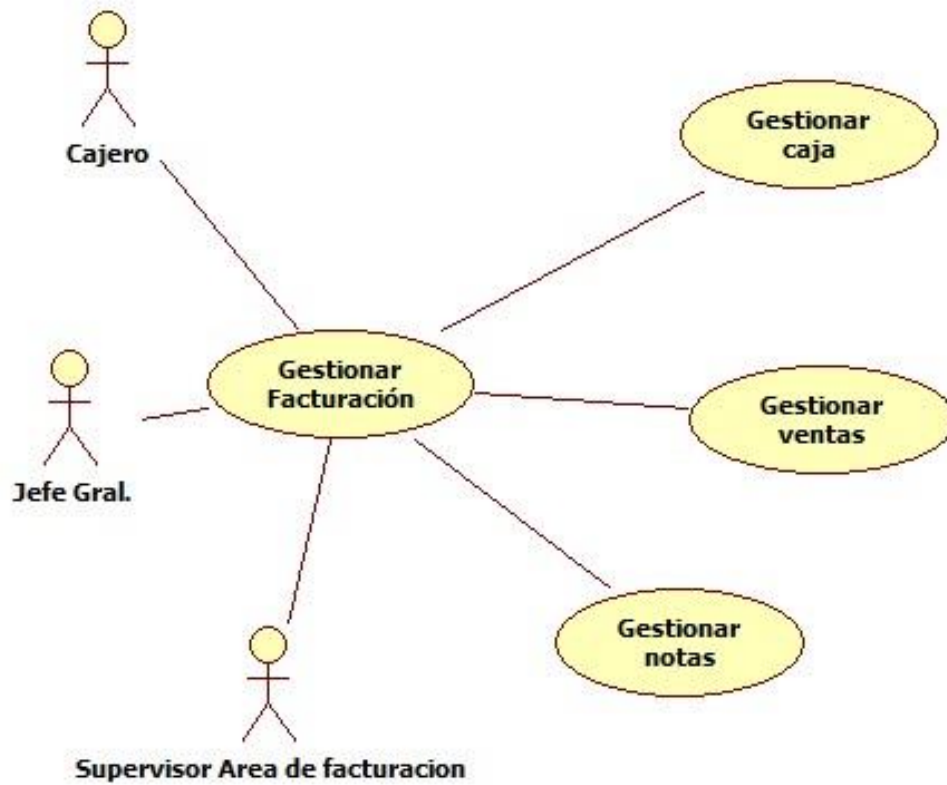 Cajero
Gestionar
caja
Gestionar
Facturación
Gestionar
ventas
Jefe Gral.
Gestionar
notas
Supervisor Area de facturacion